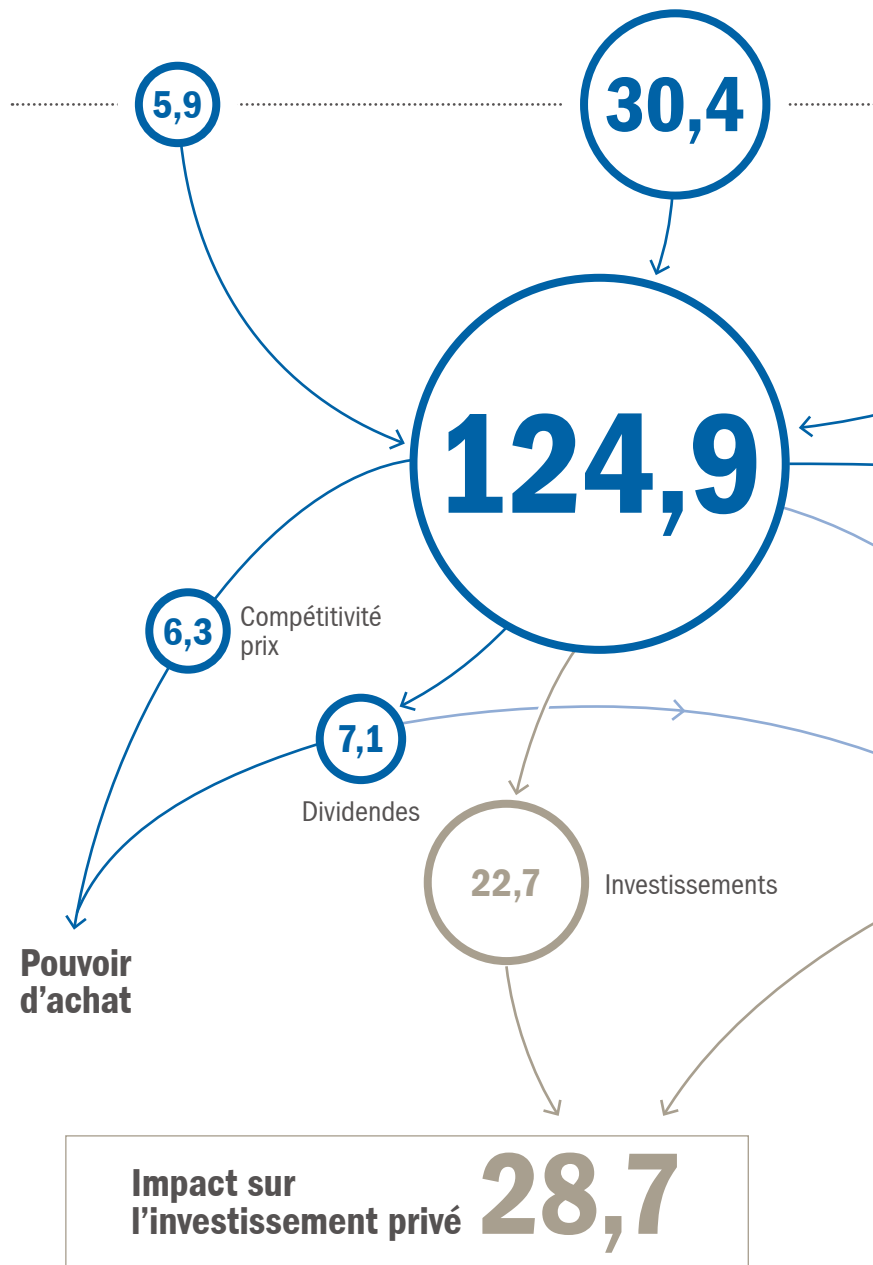 5,9
30,4
124,9
6,3
Compétitivité
prix
7,1
Dividendes
22,7
Investissements
Pouvoir
d’achat
Impact sur
l’investissement privé
28,7